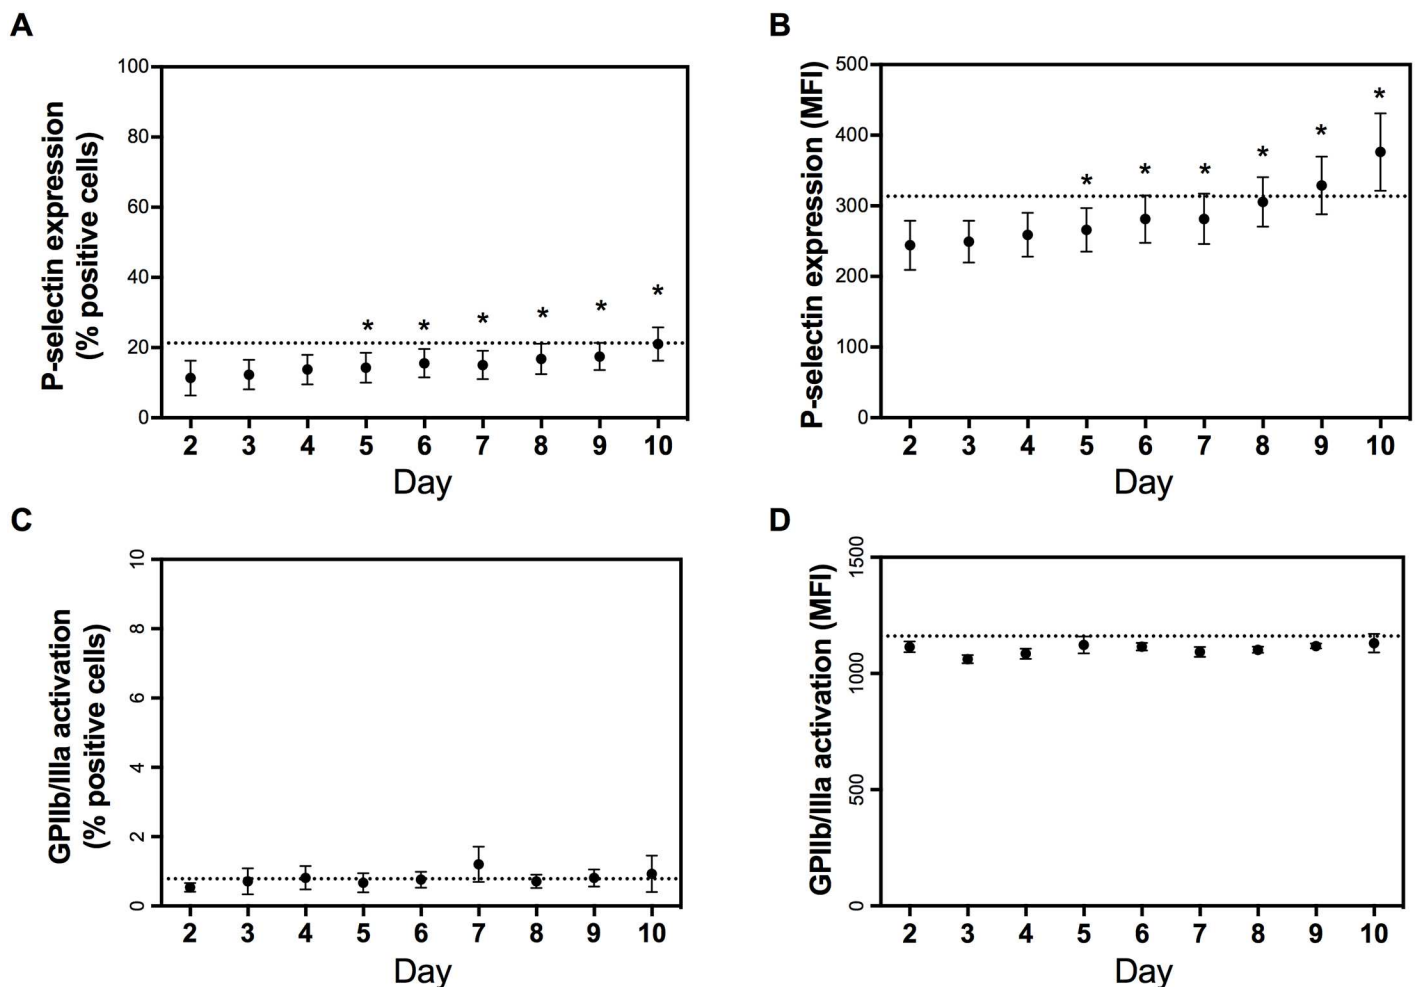 A
P-selectin expression
(% positive cells)
100
80
60
40
20
0
* * * * * *
2 3 4 5 6 7 8 9 10
Day
B
P-selectin expression (MFI)
500
400
300
200
100
0
* * * * * *
2 3 4 5 6 7 8 9 10
Day
C
GPIIb/IIIa activation
(% positive cells)
10
8
6
4
2
0
2 3 4 5 6 7 8 9 10
Day
D
GPIIb/IIIa activation (MFI)
1500
1000
500
0
2 3 4 5 6 7 8 9 10
Day